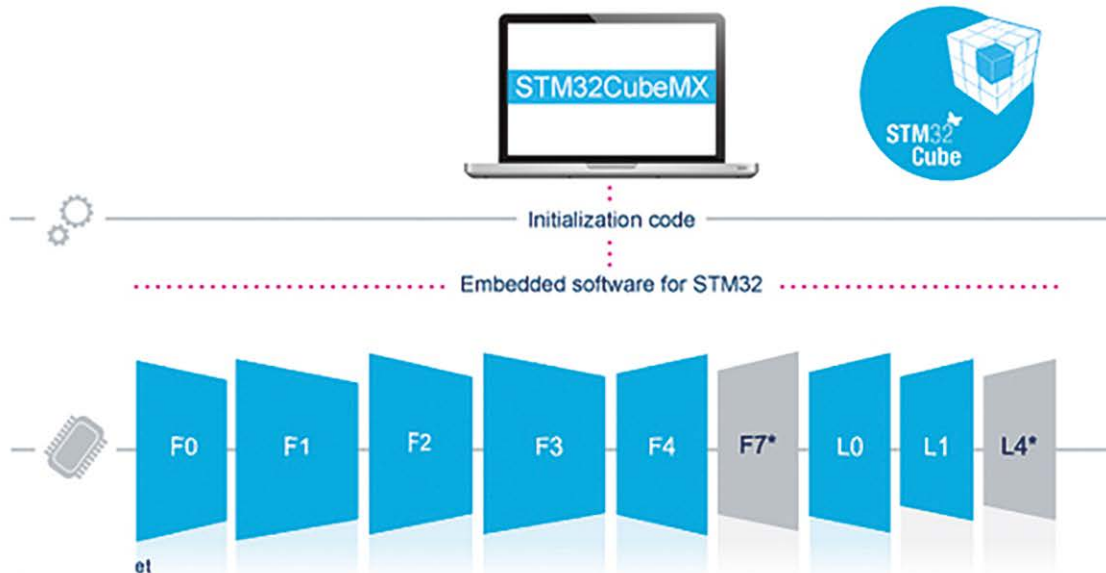 STM32CubeMX
STM32
Cube
Initialization code
Embedded software for STM32
F0 F1 F2 F3 F4 F7* L0 L1 L4*
et